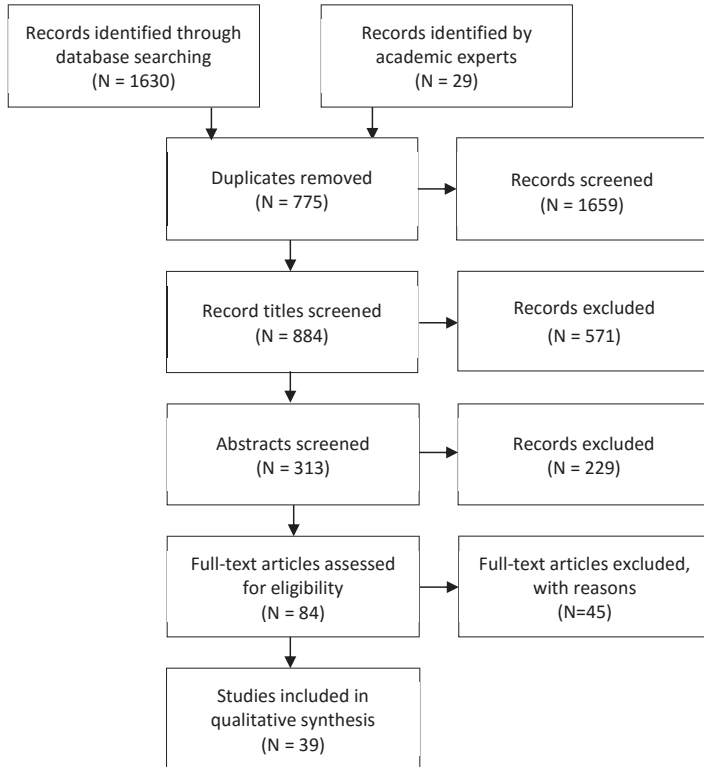 Records identified through
database searching
(N = 1630)
Records identified by
academic experts
(N = 29)
Duplicates removed
(N = 775)
Records screened
(N = 1659)
Record titles screened
(N = 884)
Records excluded
(N = 571)
Abstracts screened
(N = 313)
Records excluded
(N = 229)
Full-text articles assessed
for eligibility
(N = 84)
Full-text articles excluded,
with reasons
(N=45)
Studies included in
qualitative synthesis
(N = 39)